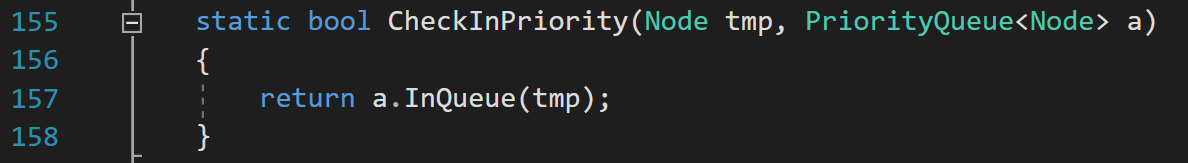 155 static bool CheckInPriority(Node tmp, PriorityQueue<Node> a)
156 {
157 return a.InQueue(tmp);
158 }